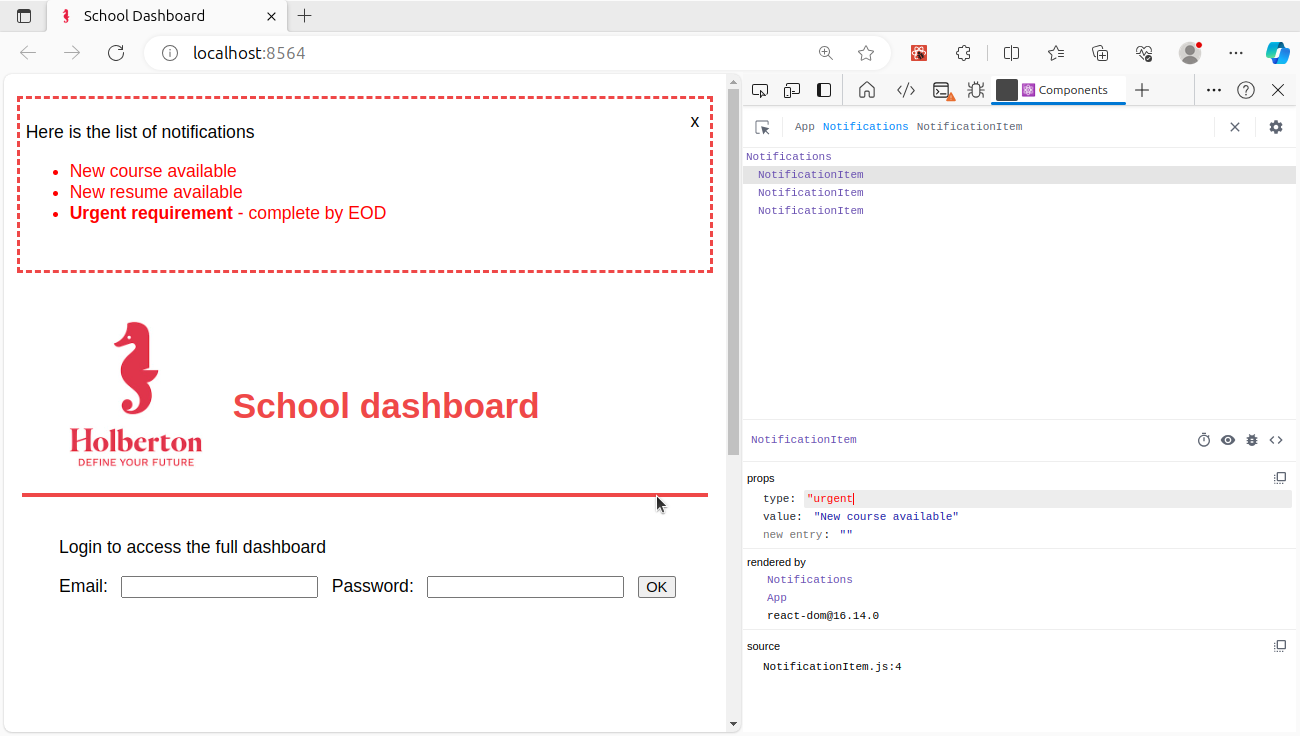 School Dashboard
localhost:8564
Components
Here is the list of notifications
X
New course available
New resume available
Urgent requirement - complete by EOD
Holberton
DEFINE YOUR FUTURE
School dashboard
Login to access the full dashboard
Email:
Password:
OK
App Notifications NotificationItem
Notifications
NotificationItem
NotificationItem
NotificationItem
NotificationItem
props
type: "urgent
value: "New course available"
new entry: ""
rendered by
Notifications
App
react-dom@16.14.0
source
NotificationItem.js:4